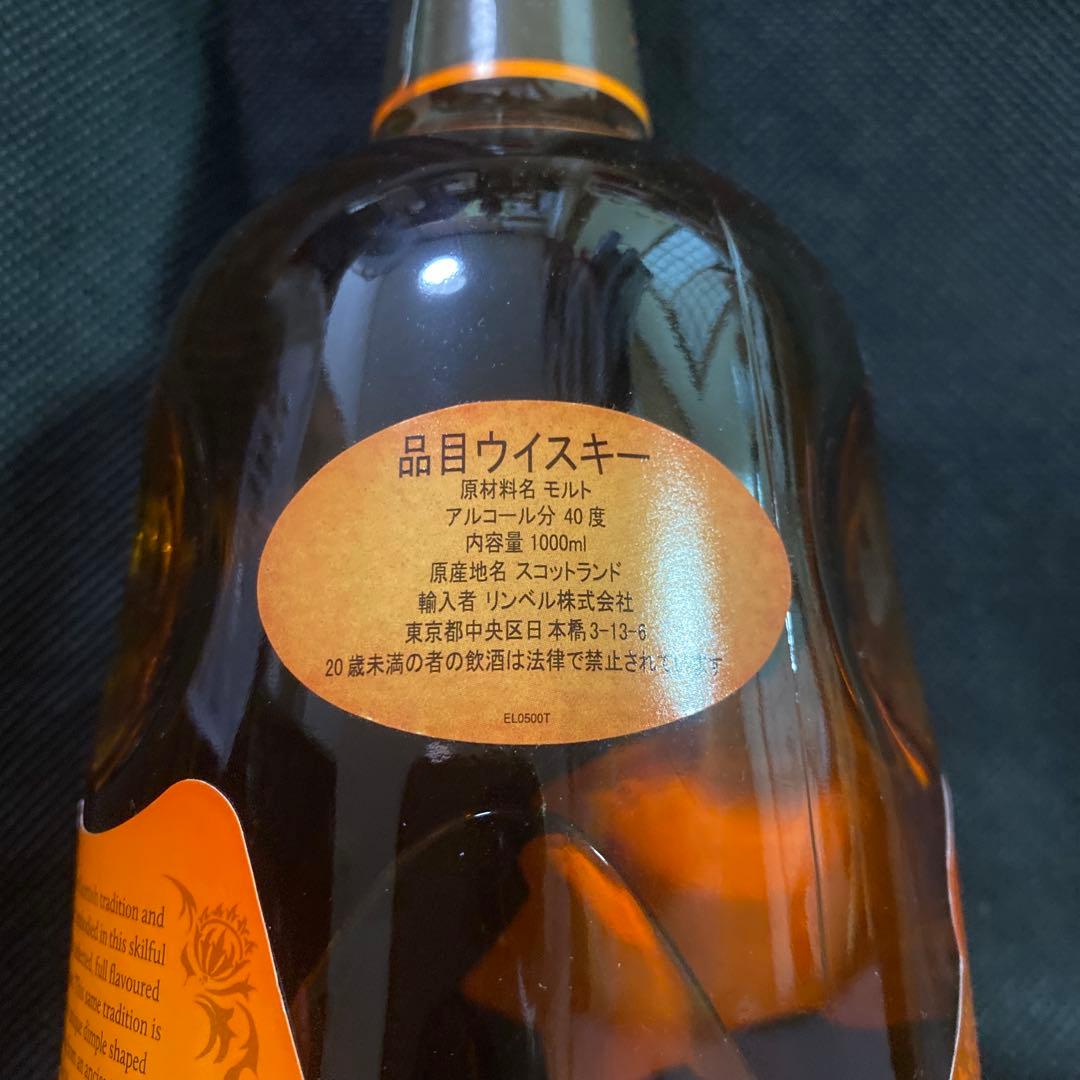 品目ウイスキー
原材料名 モルト
アルコール分 40 度
内容量 1000ml
原産地名 スコットランド
輸入者 リンベル株式会社
東京都中央区日本橋3-13-6
20歳未満の者の飲酒は法律で禁止されています
EL0500T
tradition and
in this skilful
full flavoured
same tradition is
dimple shaped
an